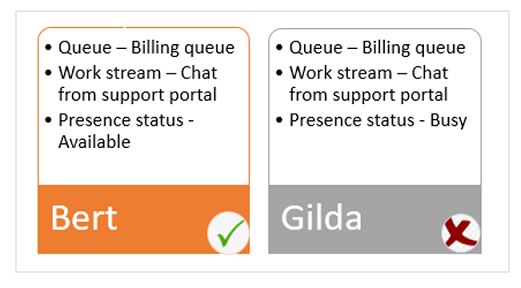 • Queue – Billing queue
• Work stream – Chat
from support portal
• Presence status -
Available
Bert
• Queue – Billing queue
• Work stream – Chat
from support portal
• Presence status - Busy
Gilda